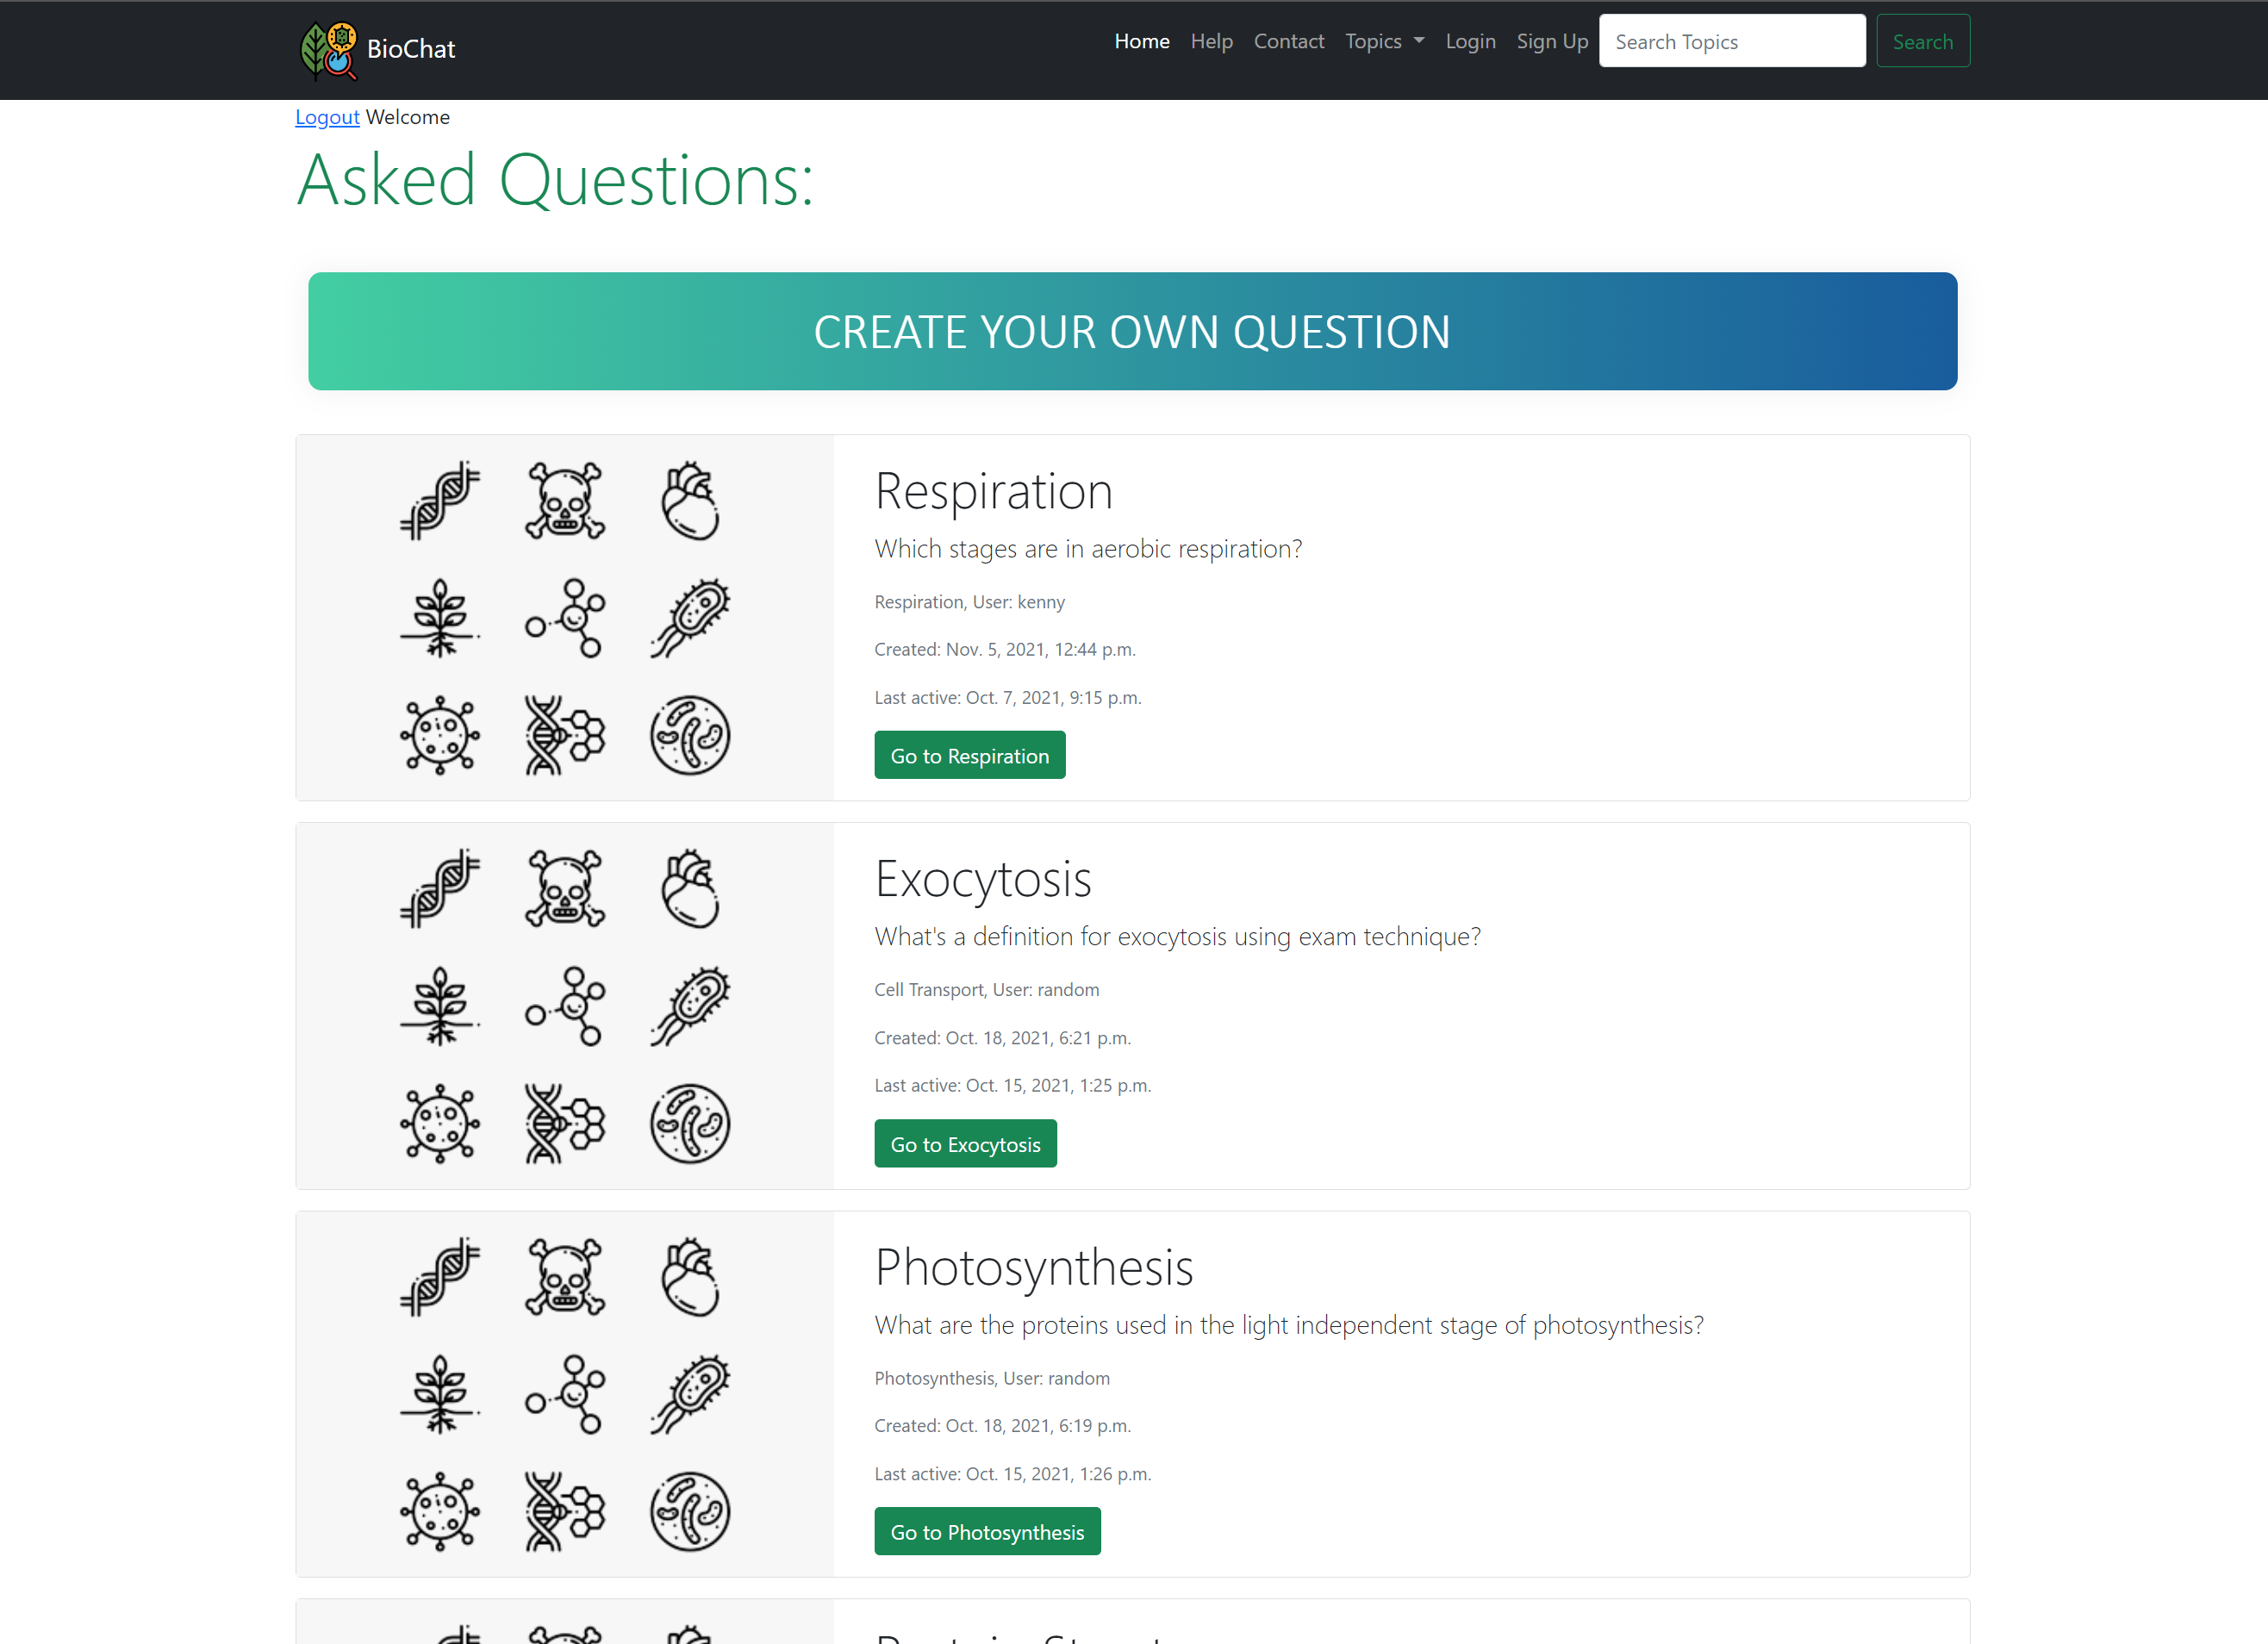 BioChat
Home Help Contact Topics Login Sign Up Search Topics Search
Logout Welcome
Asked Questions:
CREATE YOUR OWN QUESTION
Respiration
Which stages are in aerobic respiration?
Respiration, User: kenny
Created: Nov. 5, 2021, 12:44 p.m.
Last active: Oct. 7, 2021, 9:15 p.m.
Go to Respiration
Exocytosis
What's a definition for exocytosis using exam technique?
Cell Transport, User: random
Created: Oct. 18, 2021, 6:21 p.m.
Last active: Oct. 15, 2021, 1:25 p.m.
Go to Exocytosis
Photosynthesis
What are the proteins used in the light independent stage of photosynthesis?
Photosynthesis, User: random
Created: Oct. 18, 2021, 6:19 p.m.
Last active: Oct. 15, 2021, 1:26 p.m.
Go to Photosynthesis